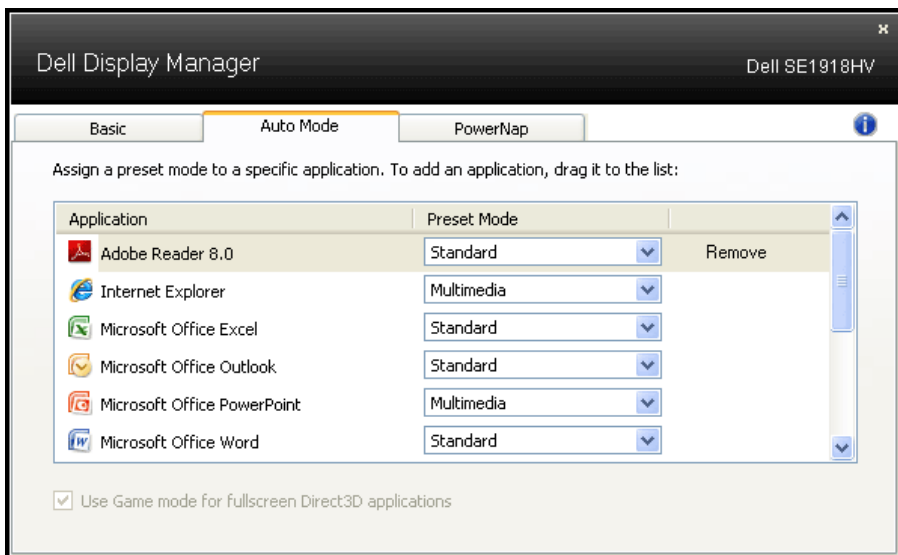 Dell Display Manager
Dell SE1918HV
Basic Auto Mode PowerNap
Assign a preset mode to a specific application. To add an application, drag it to the list:
Application Preset Mode
Adobe Reader 8.0 Standard Remove
Internet Explorer Multimedia
Microsoft Office Excel Standard
Microsoft Office Outlook Standard
Microsoft Office PowerPoint Multimedia
Microsoft Office Word Standard
Use Game mode for fullscreen Direct3D applications